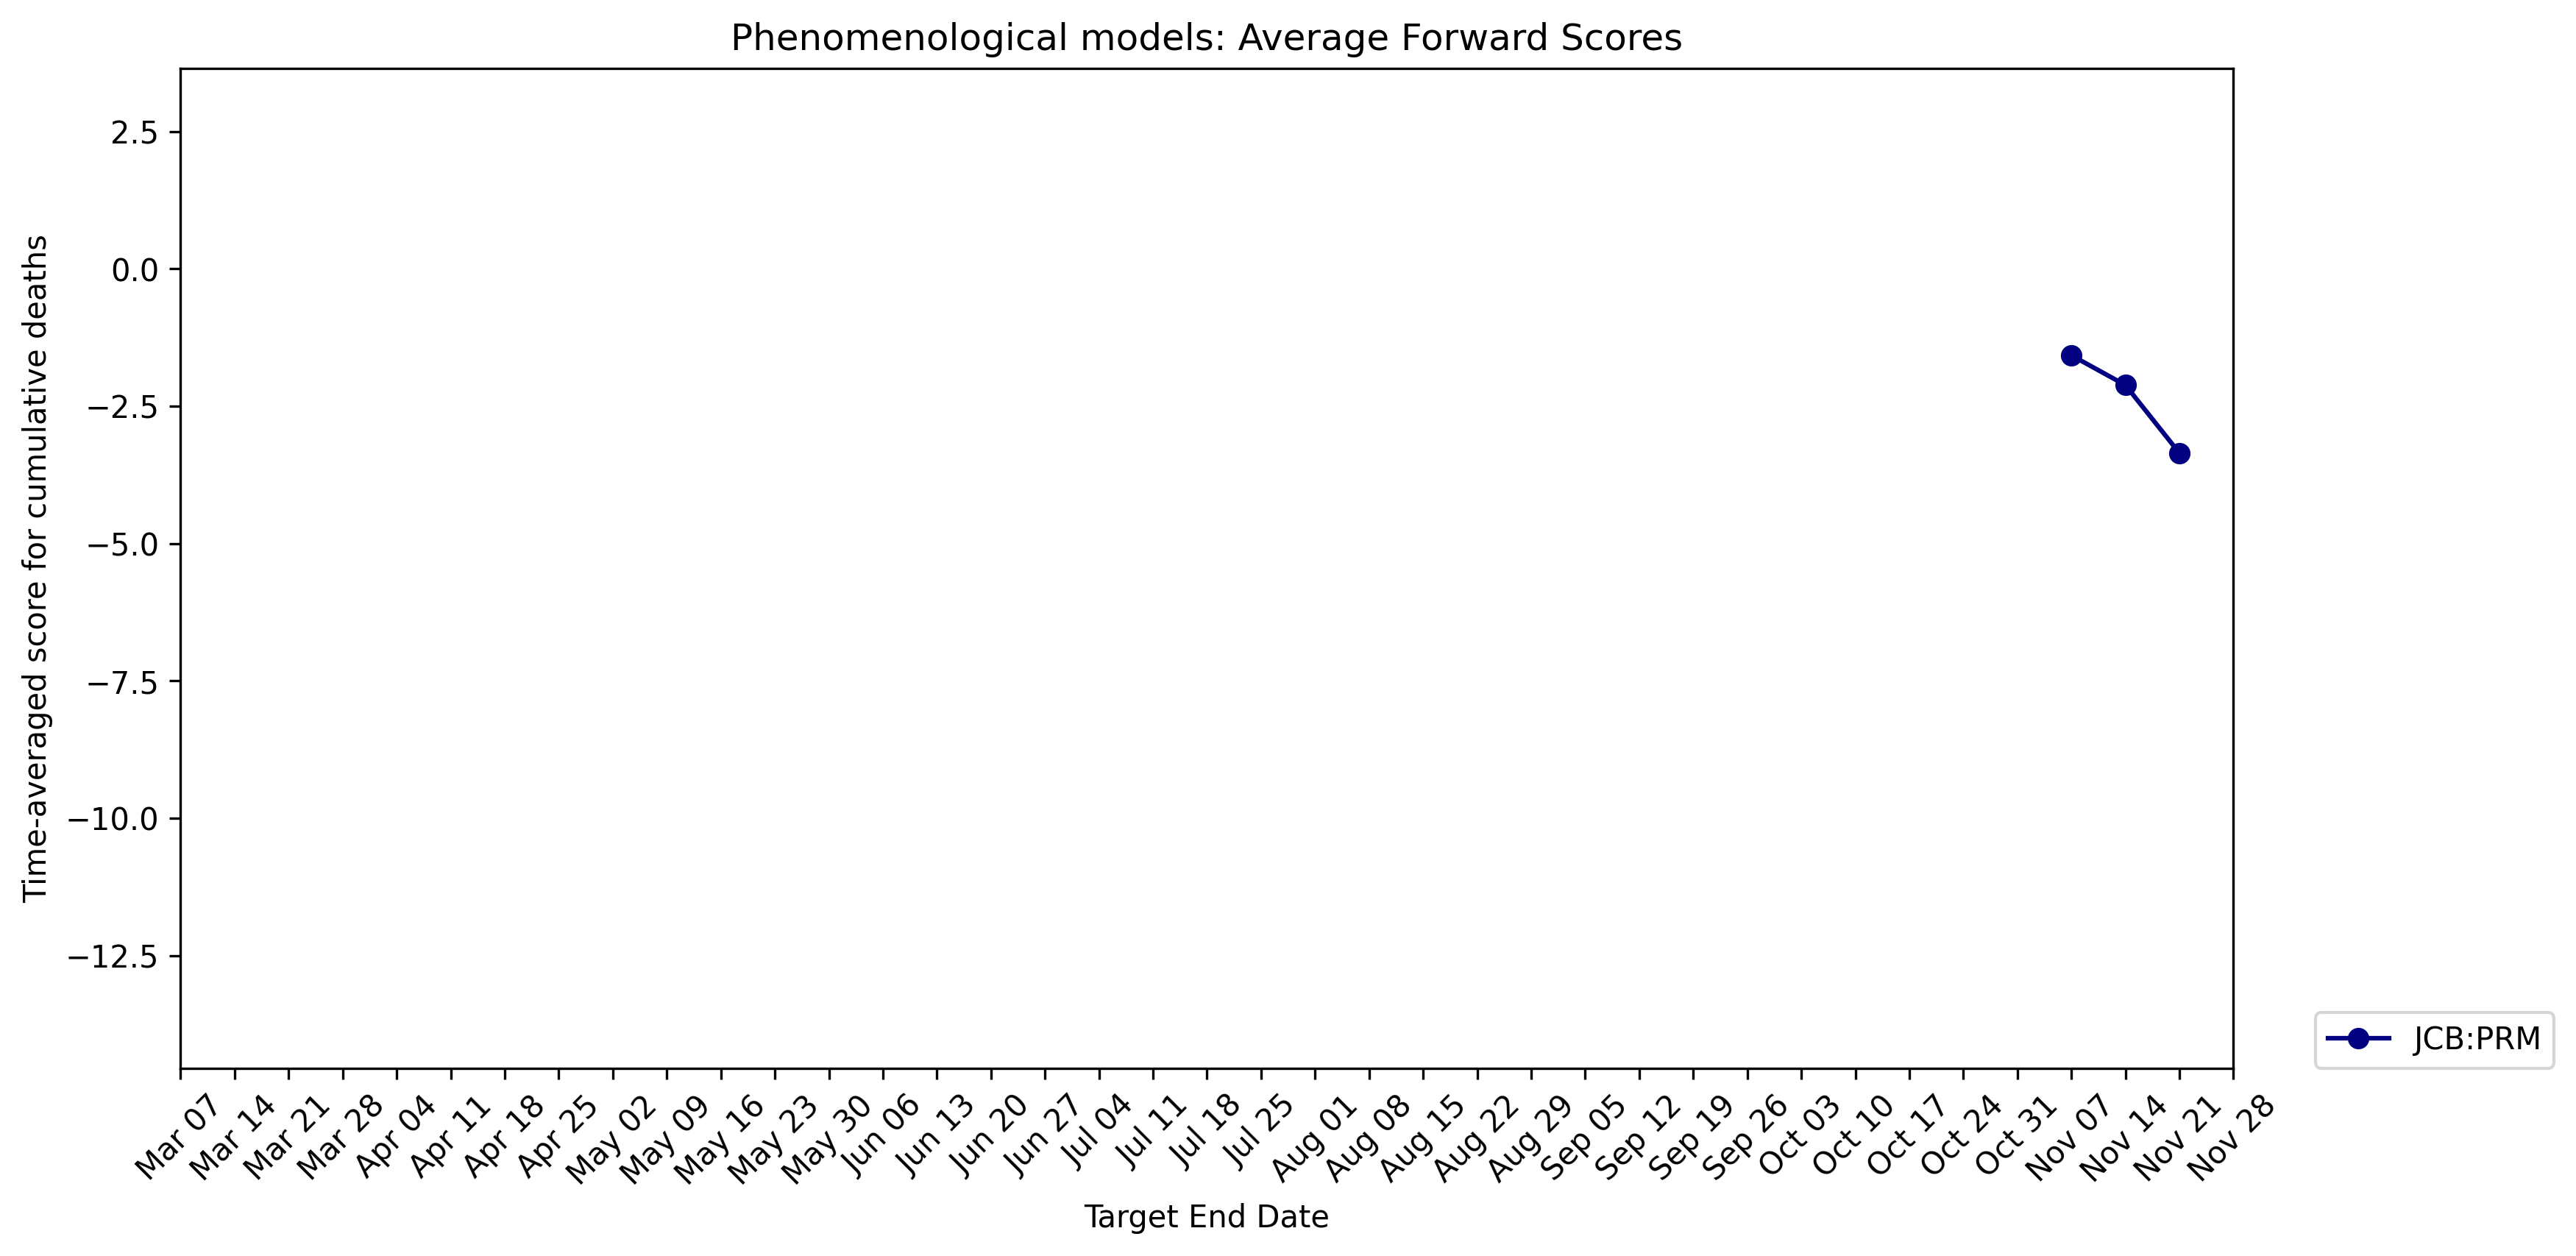 Phenomenological models: Average Forward Scores
Time-averaged score for cumulative deaths
2.5
0.0
−2.5
−5.0
−7.5
−10.0
−12.5
Mar 07
Mar 14
Mar 21
Mar 28
Apr 04
Apr 11
Apr 18
Apr 25
May 02
May 09
May 16
May 23
May 30
Jun 06
Jun 13
Jun 20
Jun 27
Jul 04
Jul 11
Jul 18
Jul 25
Aug 01
Aug 08
Aug 15
Aug 22
Aug 29
Sep 05
Sep 12
Sep 19
Sep 26
Oct 03
Oct 10
Oct 17
Oct 24
Oct 31
Nov 07
Nov 14
Nov 21
Nov 28
Target End Date
JCB:PRM